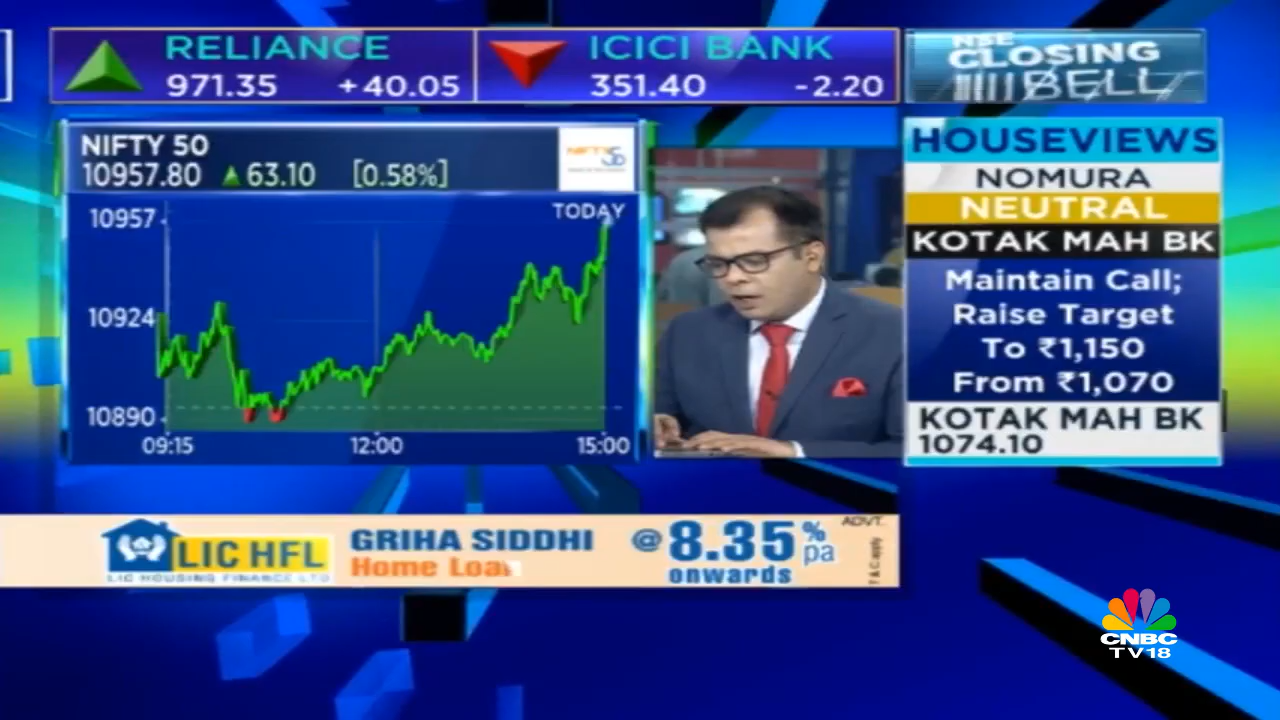 RELIANCE
971.35 +40.05
ICICI BANK
351.40 -2.20
NSE
CLOSING
BELL
NIFTY 50
10957.80 63.10 [0.58%]
TODAY
10957
10924
10890
09:15 12:00 15:00
HOUSEVIEWS
NOMURA
NEUTRAL
KOTAK MAH BK
Maintain Call;
Raise Target
To ₹1,150
From ₹1,070
KOTAK MAH BK
1074.10
LIC HFL
LIC HOUSING FINANCE LTD
GRIHA SIDDHI
Home Loan
@ 8.35% pa
onwards
ADVT.
T&C apply
CNBC
TV18